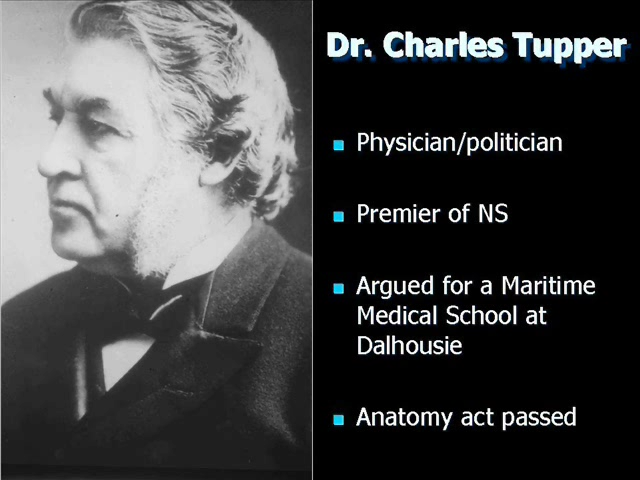 Dr. Charles Tupper
Physician/politician
Premier of NS
Argued for a Maritime
Medical School at
Dalhousie
Anatomy act passed